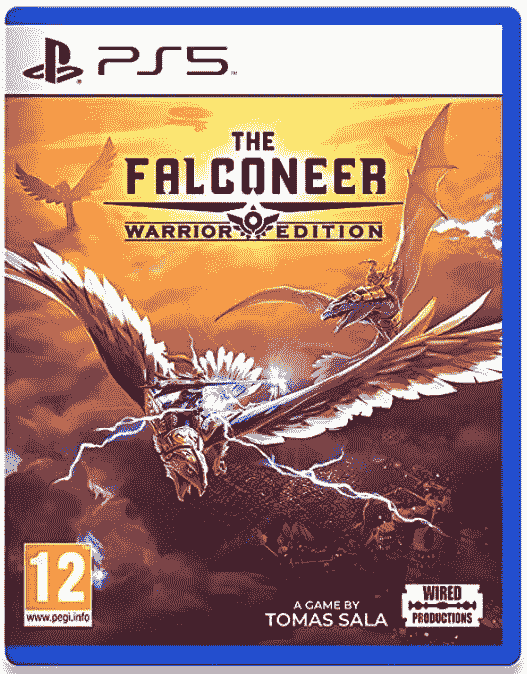 PS5
THE
FALCONEER
WARRIOR EDITION
12
www.pegi.info
A GAME BY
TOMAS SALA
WIRED
PRODUCTIONS